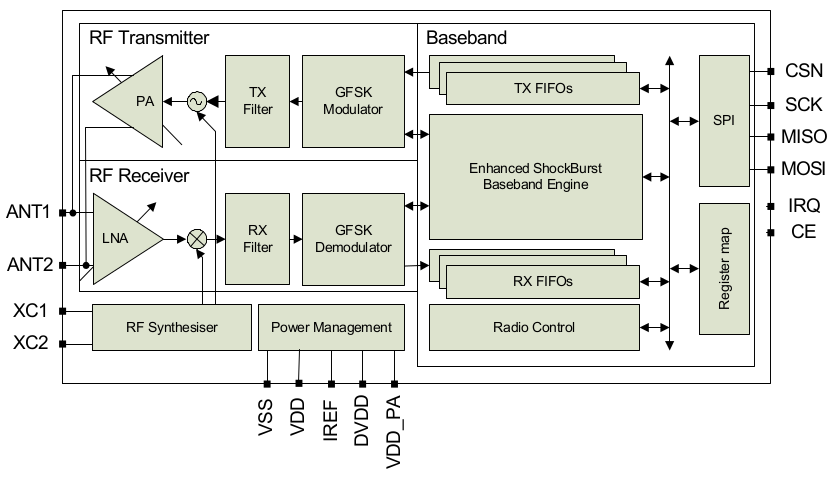 RF Transmitter
Baseband
PA
TX
Filter
GFSK
Modulator
TX FIFOs
SPI
CSN
SCK
MISO
MOSI
Enhanced ShockBurst
Baseband Engine
RF Receiver
ANT1
ANT2
LNA
RX
Filter
GFSK
Demodulator
RX FIFOs
Register map
IRQ
CE
XC1
XC2
RF Synthesiser
Power Management
Radio Control
VSS
VDD
IREF
DVDD
VDD_PA